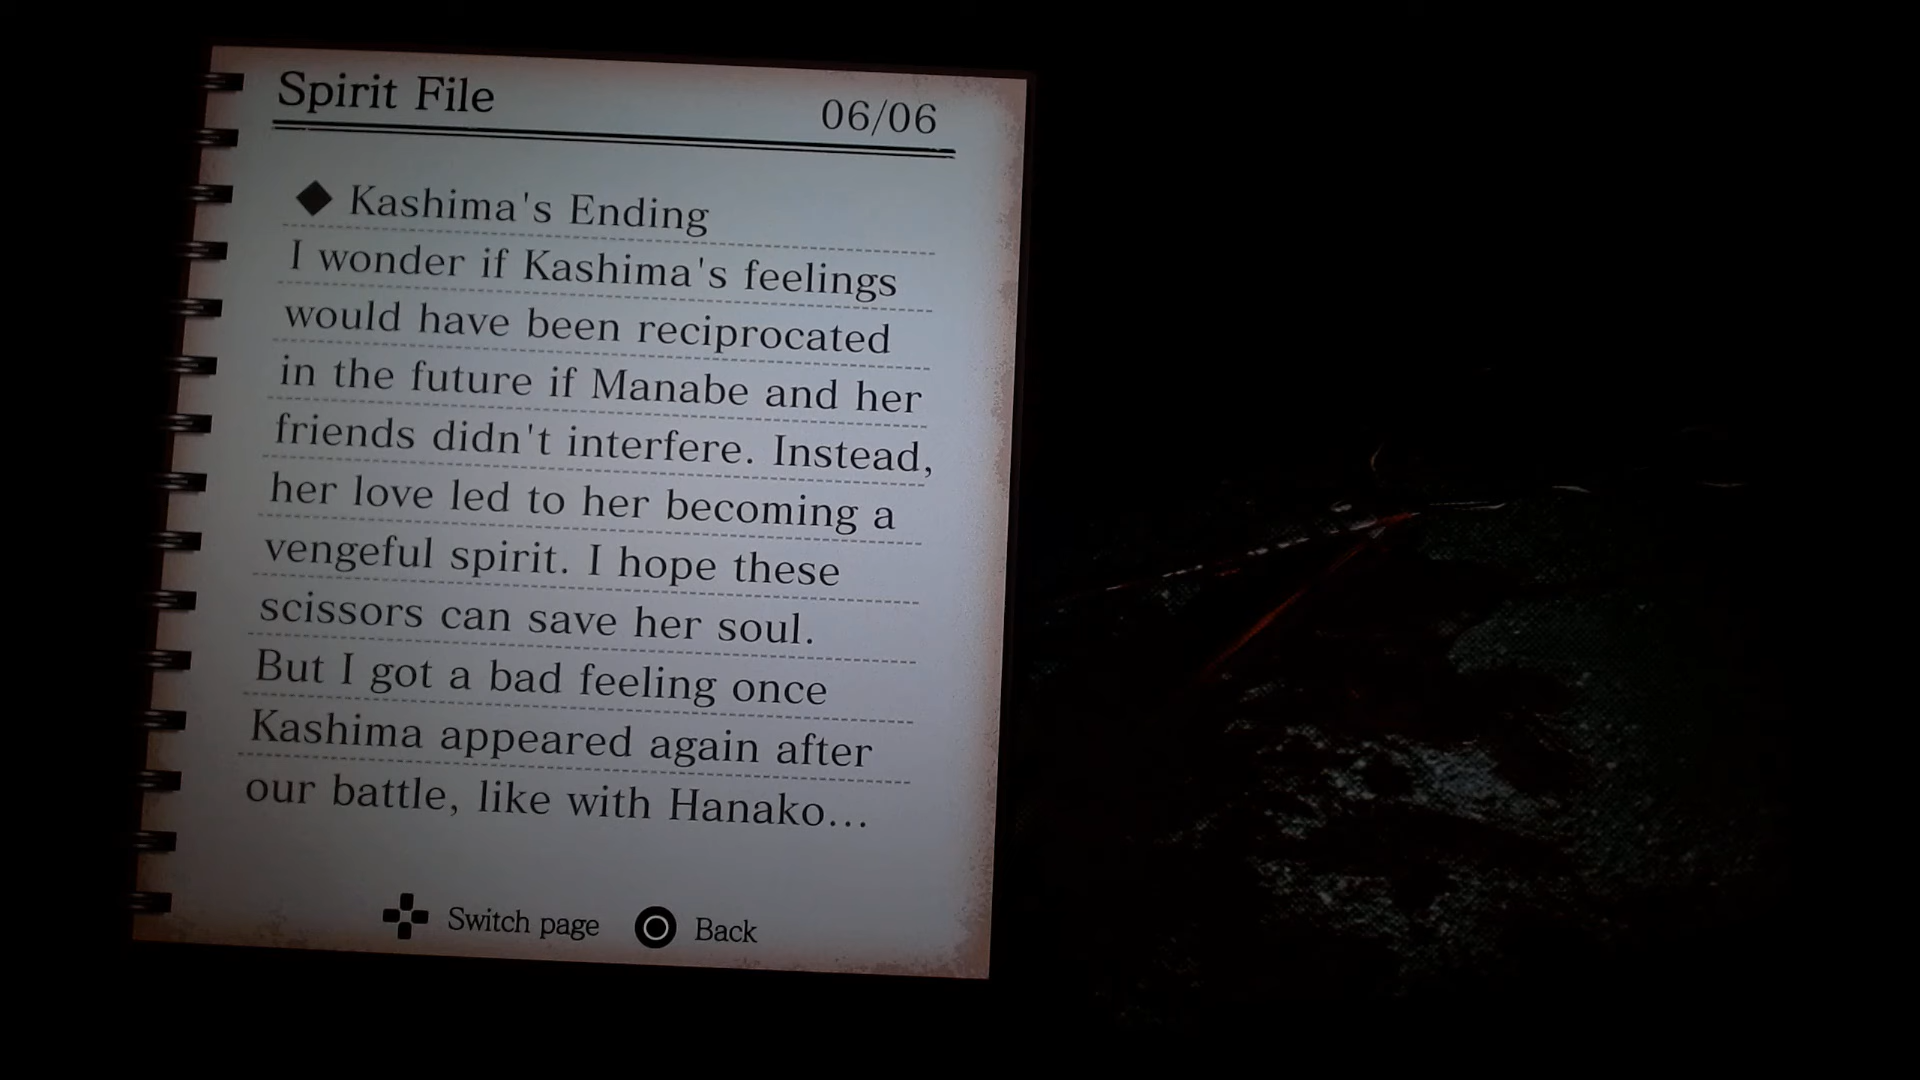 Spirit File
06/06
◆ Kashima's Ending
I wonder if Kashima's feelings
would have been reciprocated
in the future if Manabe and her
friends didn't interfere. Instead,
her love led to her becoming a
vengeful spirit. I hope these
scissors can save her soul.
But I got a bad feeling once
Kashima appeared again after
our battle, like with Hanako...
Switch page Back